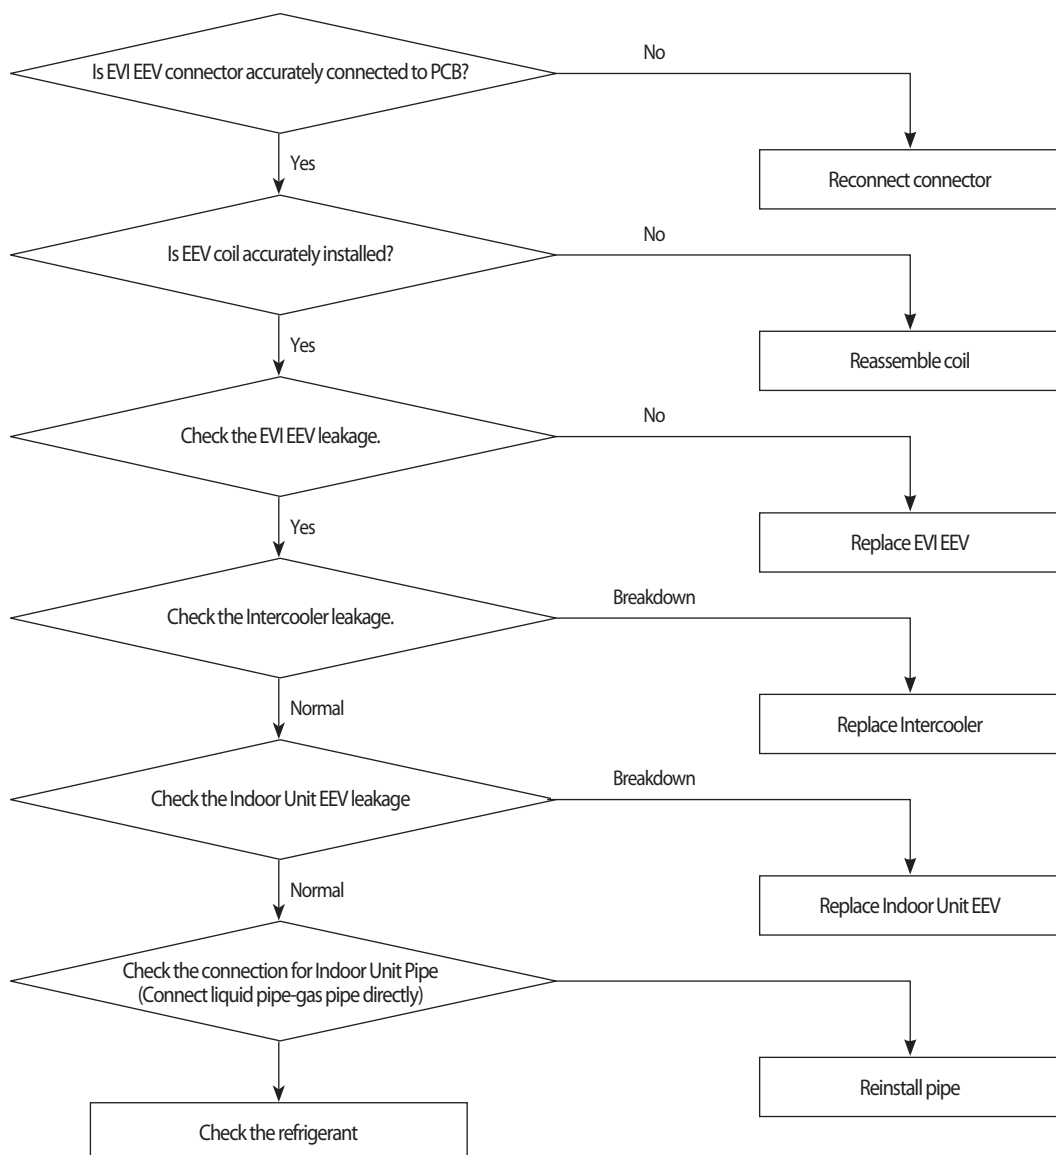 Is EVI EEV connector accurately connected to PCB?
No
Yes
Reconnect connector
Is EEV coil accurately installed?
No
Yes
Reassemble coil
Check the EVI EEV leakage.
No
Yes
Replace EVI EEV
Check the Intercooler leakage.
Breakdown
Normal
Replace Intercooler
Check the Indoor Unit EEV leakage
Breakdown
Normal
Replace Indoor Unit EEV
Check the connection for Indoor Unit Pipe
(Connect liquid pipe-gas pipe directly)
Reinstall pipe
Check the refrigerant